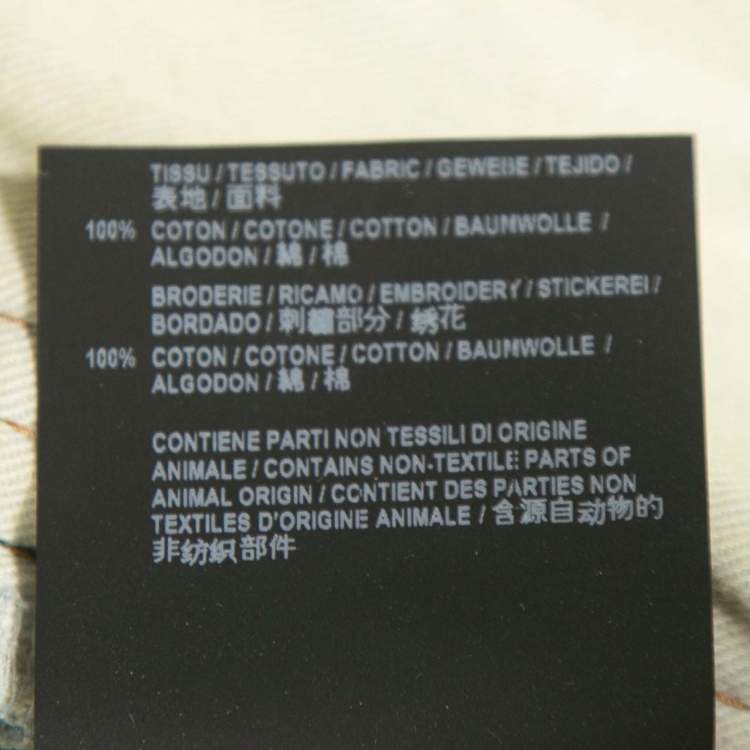 TISSU / TESSUTO / FABRIC / GEWEBE / TEJIDO /
表地 / 面料
100% COTON / COTONE / COTTON / BAUMWOLLE /
ALGODON / 綿 / 棉
BRODERIE / RICAMO / EMBROIDERY / STICKEREI /
BORDADO / 刺繍部分 / 绣花
100% COTON / COTONE / COTTON / BAUMWOLLE /
ALGODON / 綿 / 棉
CONTIENE PARTI NON TESSILI DI ORIGINE
ANIMALE / CONTAINS NON-TEXTILE PARTS OF
ANIMAL ORIGIN / CONTIENT DES PARTIES NON
TEXTILES D'ORIGINE ANIMALE / 含源自动物的
非纺织部件